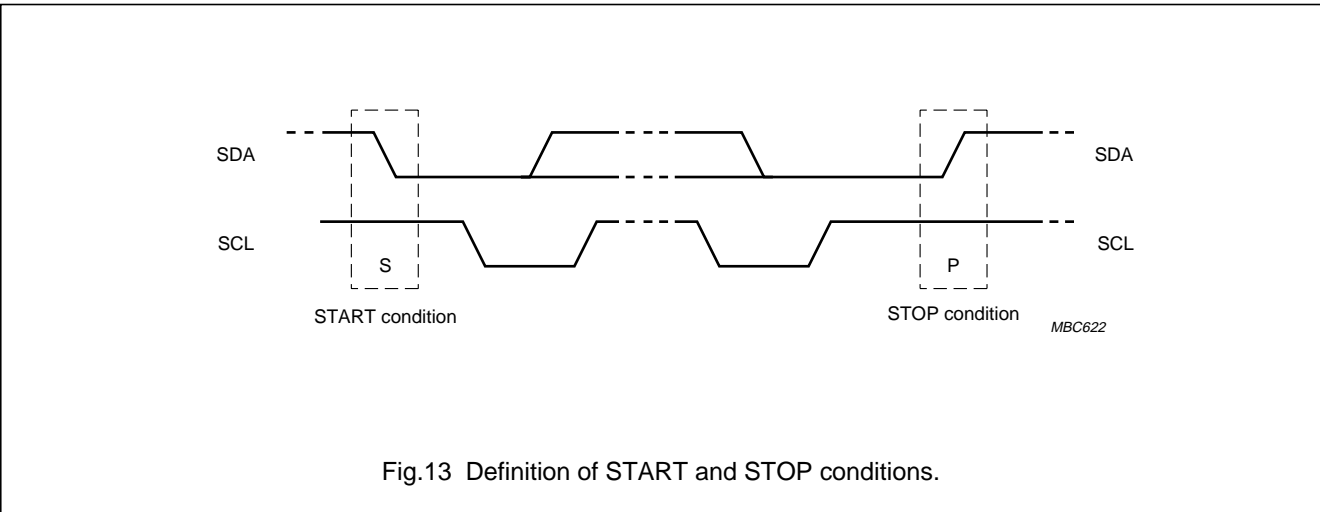 SDA
SDA
SCL
SCL
S
P
START condition
STOP condition
MBC622
Fig.13 Definition of START and STOP conditions.